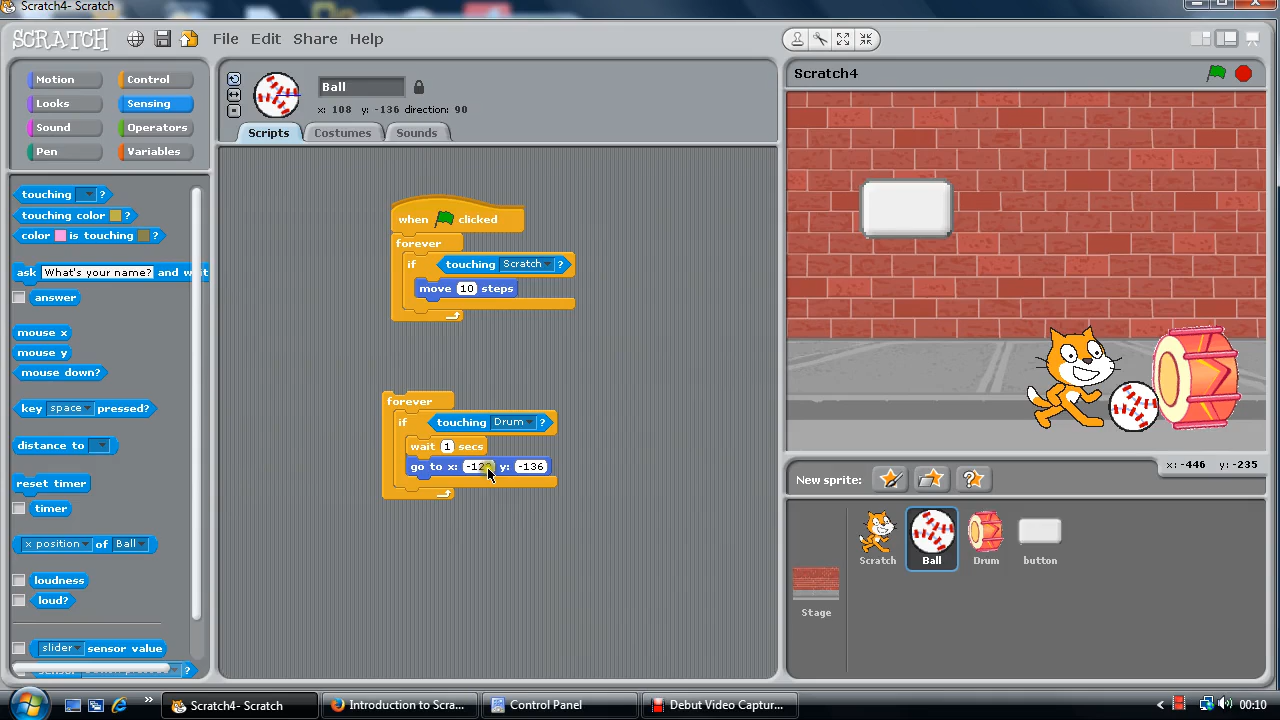 Scratch4- Scratch
SCRATCH File Edit Share Help
Motion Control
Looks Sensing
Sound Operators
Pen Variables
Ball
x: 108 y: -136 direction: 90
Scripts Costumes Sounds
touching ?
touching color ?
color is touching ?
ask What's your name? and wait
answer
mouse x
mouse y
mouse down?
key space pressed?
distance to
reset timer
timer
x position of Ball
loudness
loud?
slider sensor value
when clicked
forever
if touching Scratch ?
move 10 steps
forever
if touching Drum ?
wait 1 secs
go to x: y: -136
Scratch4
x: -446 y: -235
New sprite:
Scratch Ball Drum button
Stage
Scratch4- Scratch Introduction to Scra... Control Panel Debut Video Captur... 00:10